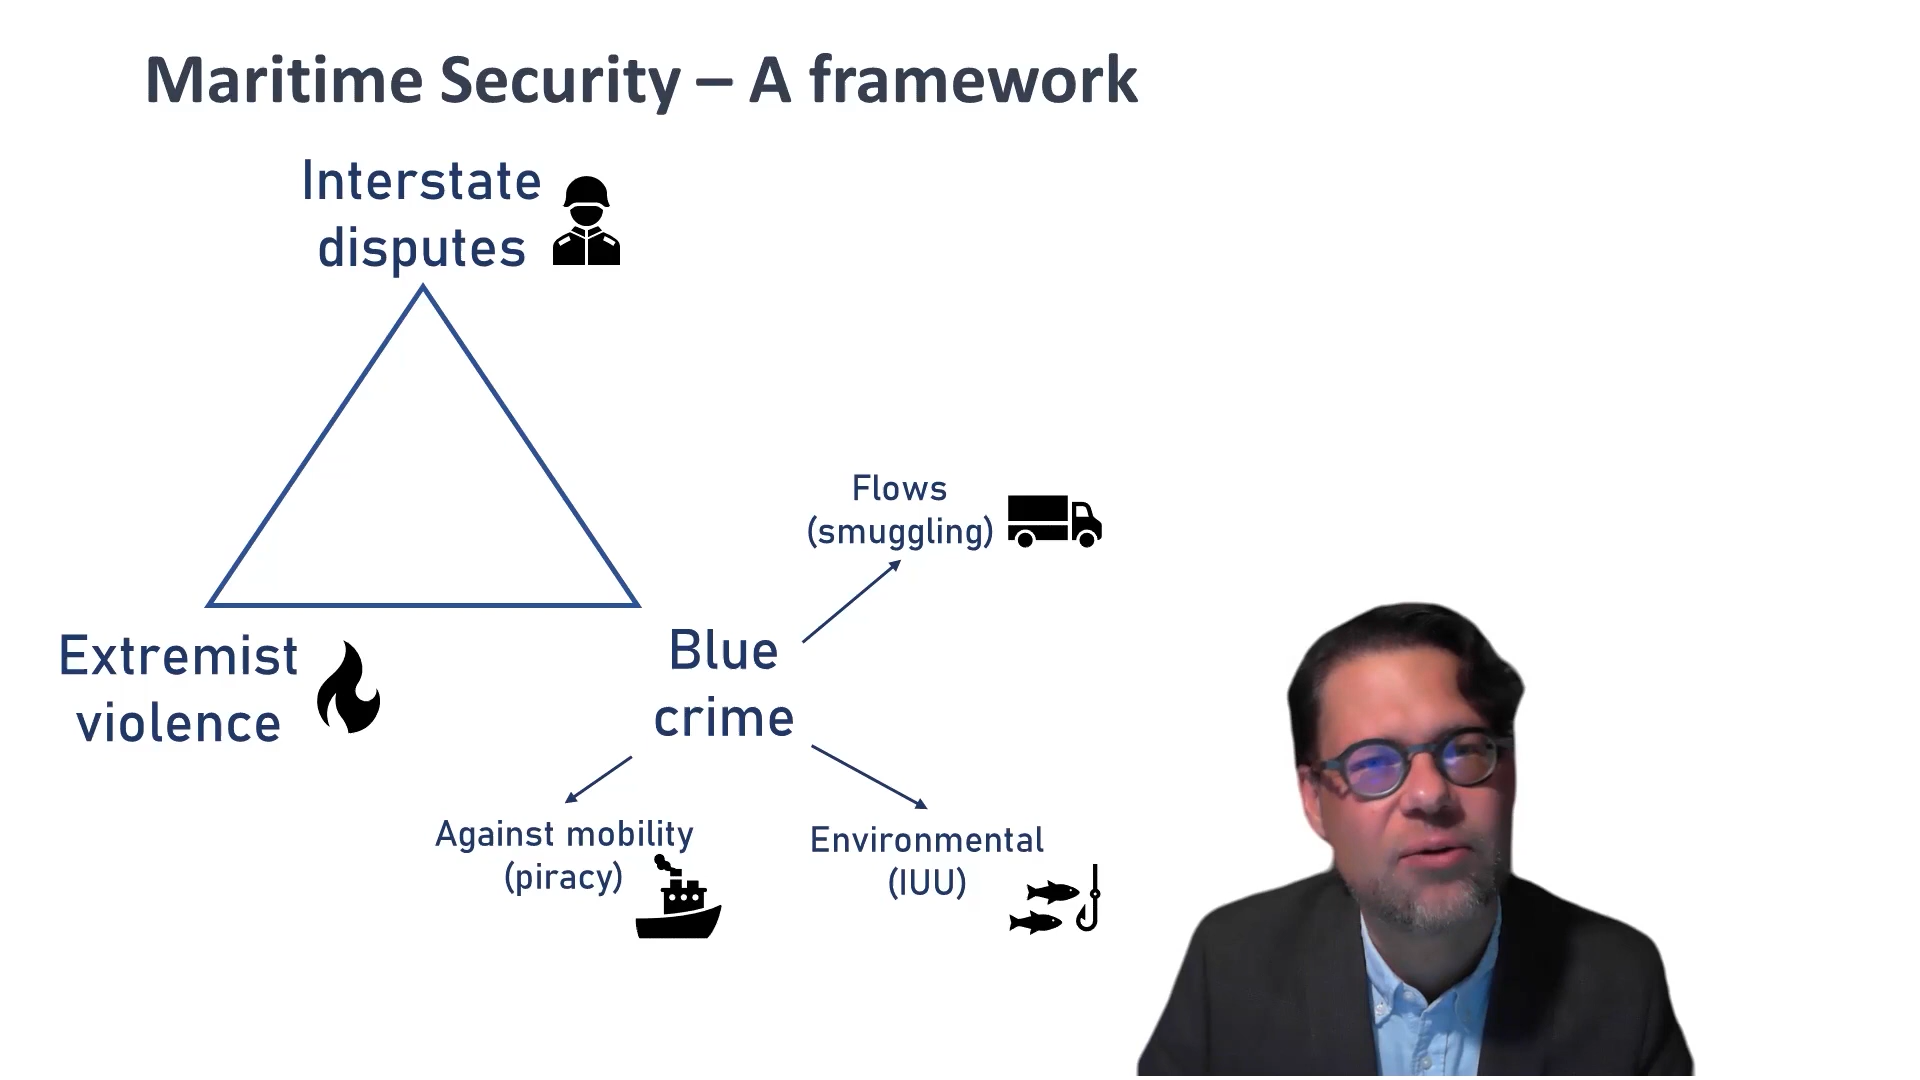 Maritime Security – A framework
Interstate
disputes
Extremist
violence
Blue
crime
Flows
(smuggling)
Against mobility
(piracy)
Environmental
(IUU)